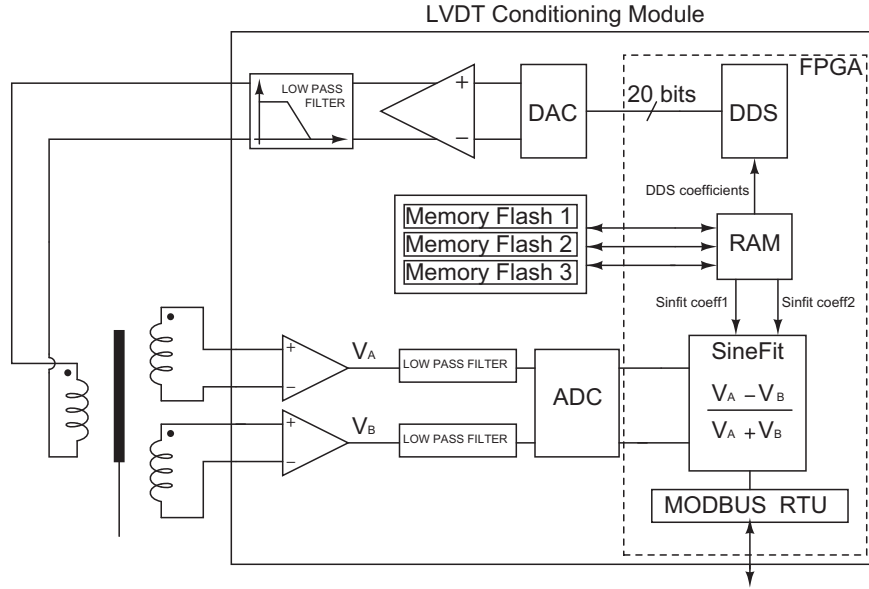 LVDT Conditioning Module
FPGA
LOW PASS
FILTER
+
−
DAC
20 bits
DDS
DDS coefficients
Memory Flash 1
Memory Flash 2
Memory Flash 3
RAM
Sinfit coeff1
Sinfit coeff2
+
−
VA
LOW PASS FILTER
ADC
SineFit
VA − VB
VA + VB
+
−
VB
LOW PASS FILTER
MODBUS RTU